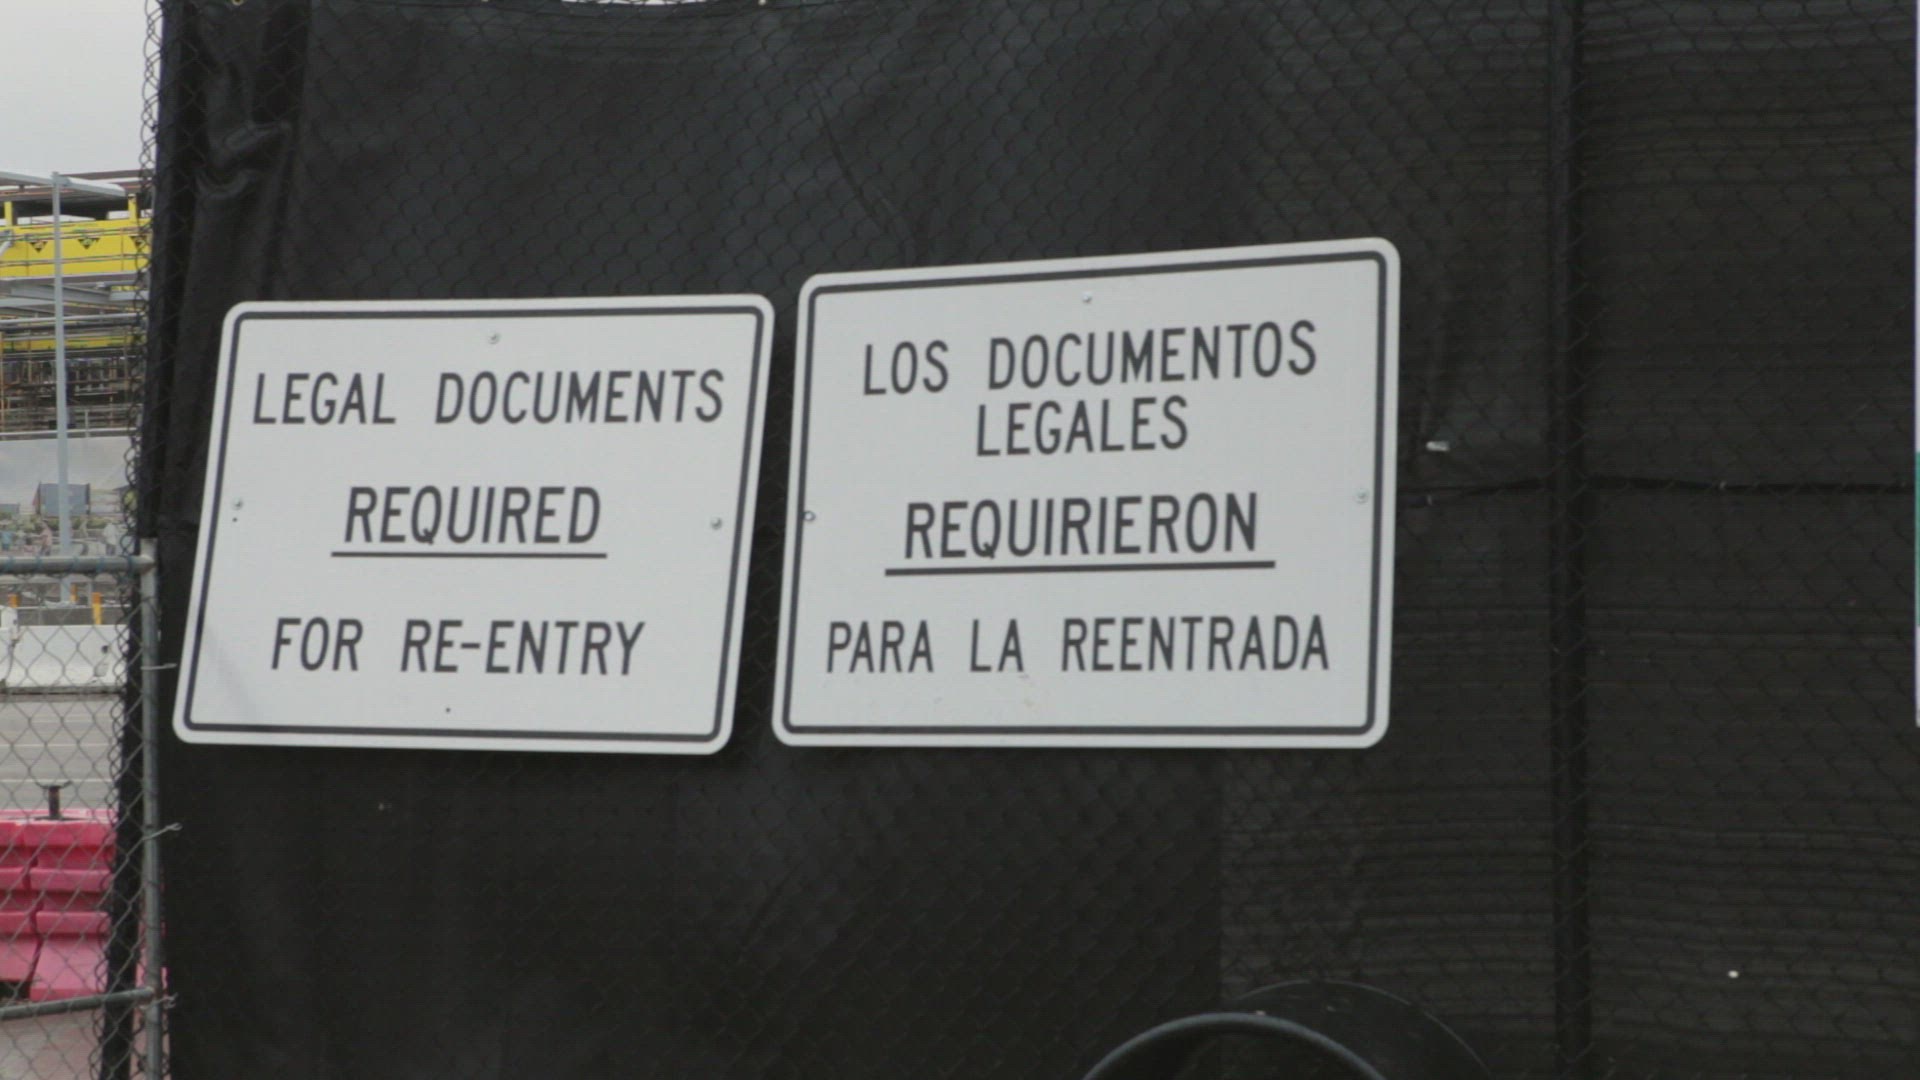 LEGAL DOCUMENTS
REQUIRED
FOR RE-ENTRY
LOS DOCUMENTOS
LEGALES
REQUIRIERON
PARA LA REENTRADA